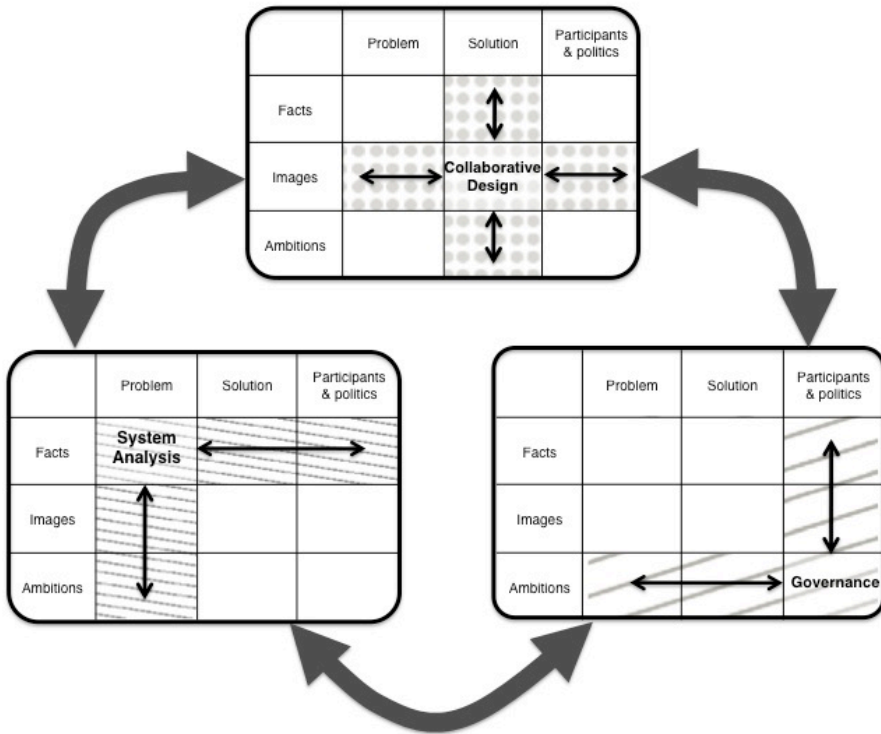 Problem Solution Participants
& politics
Facts
Images Collaborative
Design
Ambitions
Problem Solution Participants
& politics
Facts System
Analysis
Images
Ambitions
Problem Solution Participants
& politics
Facts
Images
Ambitions Governance